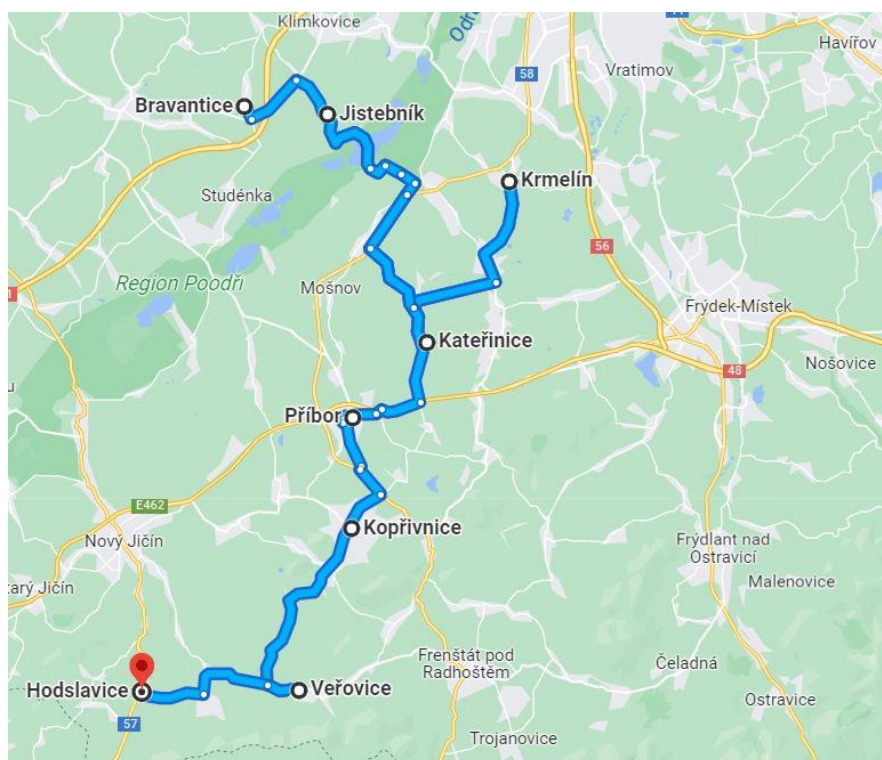 Klimkovice
Odra
58
Vratimov
Havířov
Bravantice
Jistebník
Krmelín
Studénka
56
Region Poodří
Mošnov
Frýdek-Místek
Kateřinice
Nošovice
48
Příbor
E462
Kopřivnice
Nový Jičín
Frýdlant nad
Ostravicí
Starý Jičín
Malenovice
Frenštát pod
Radhoštěm
Čeladná
Hodslavice
Veřovice
Ostravice
57
Trojanovice